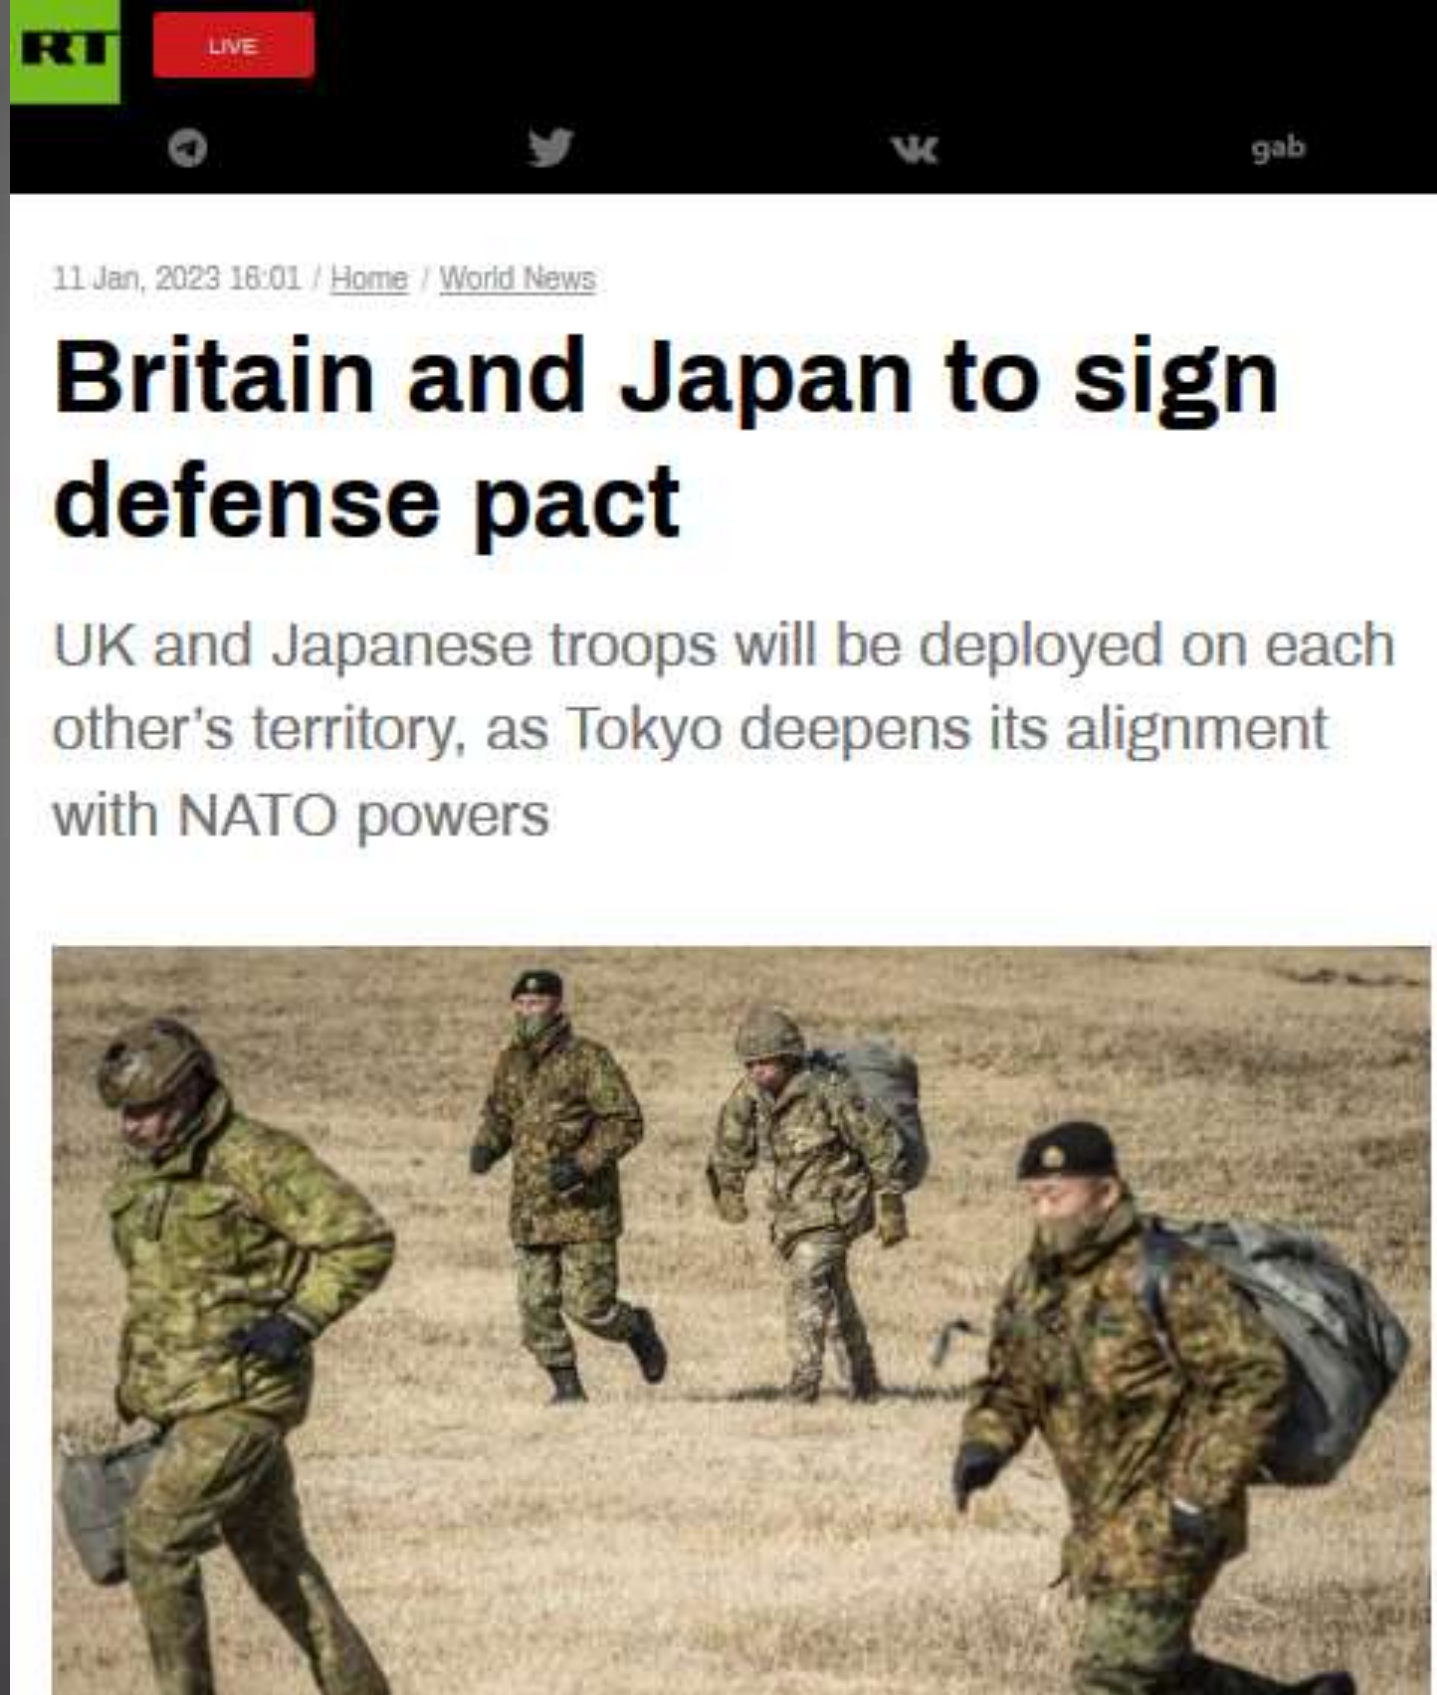 RT
LIVE
gab
11 Jan, 2023 16:01 / Home / World News
Britain and Japan to sign
defense pact
UK and Japanese troops will be deployed on each
other’s territory, as Tokyo deepens its alignment
with NATO powers